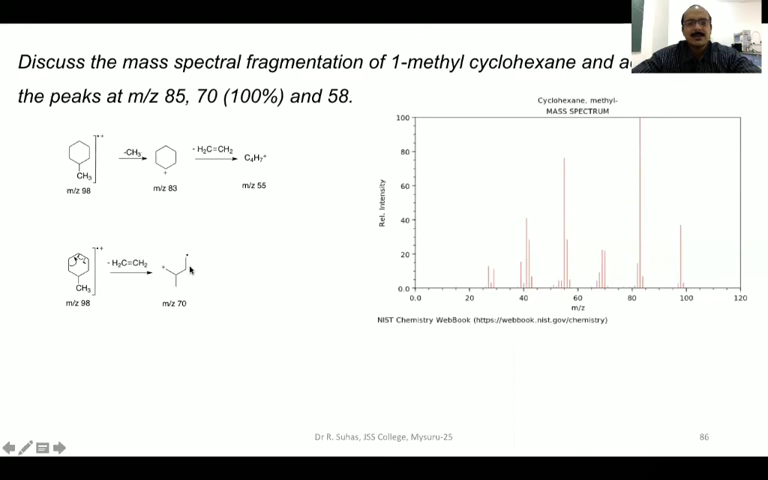 Discuss the mass spectral fragmentation of 1-methyl cyclohexane and
the peaks at m/z 85, 70 (100%) and 58.
-CH₃·
- H₂C=CH₂
C₄H₇⁺
CH₃
m/z 98
m/z 83
m/z 55
- H₂C=CH₂
CH₃
m/z 98
m/z 70
Cyclohexane, methyl-
MASS SPECTRUM
Rel. Intensity
100
80
60
40
20
0.0
0.0 20 40 60 80 100 120
m/z
NIST Chemistry WebBook (https://webbook.nist.gov/chemistry)
Dr R. Suhas, JSS College, Mysuru-25
86